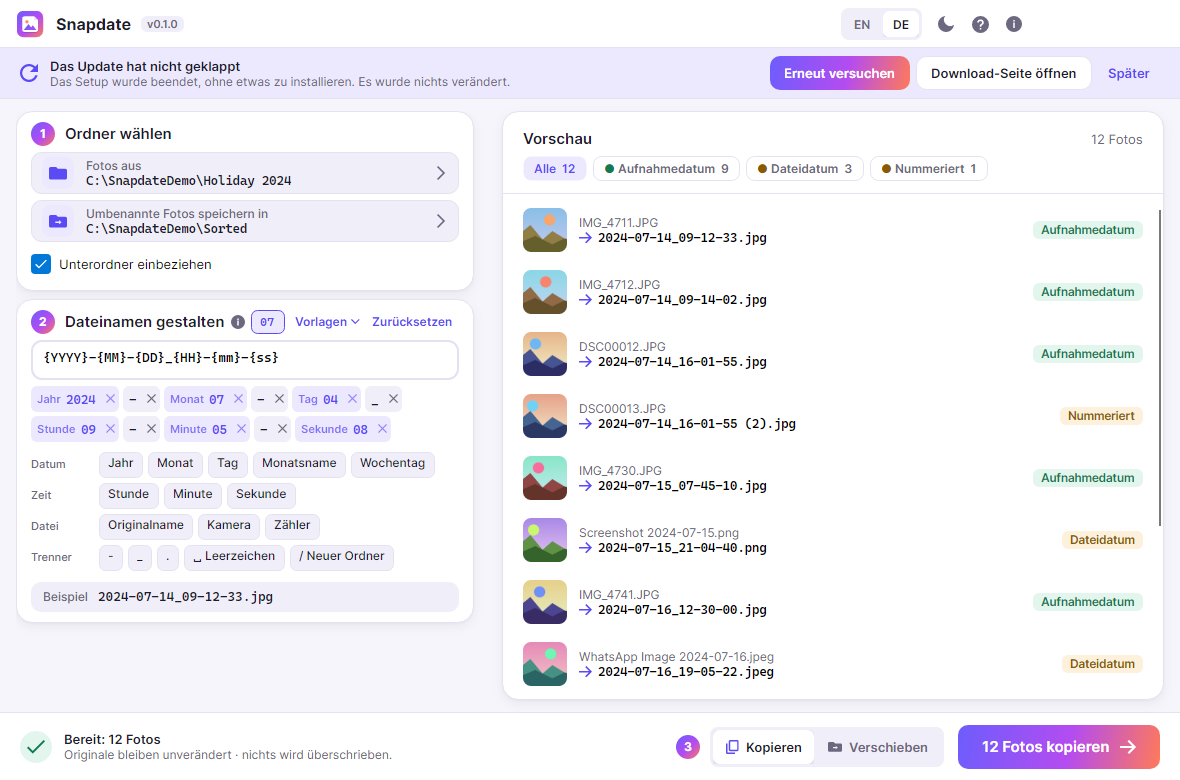 Snapdate v0.1.0 EN DE
Das Update hat nicht geklappt
Das Setup wurde beendet, ohne etwas zu installieren. Es wurde nichts verändert.
Erneut versuchen Download-Seite öffnen Später
1 Ordner wählen
Fotos aus
C:\SnapdateDemo\Holiday 2024
Umbenannte Fotos speichern in
C:\SnapdateDemo\Sorted
Unterordner einbeziehen
2 Dateinamen gestalten 07 Vorlagen Zurücksetzen
{YYYY}-{MM}-{DD}_{HH}-{mm}-{ss}
Jahr 2024 × - × Monat 07 × - × Tag 04 × _ ×
Stunde 09 × - × Minute 05 × - × Sekunde 08 ×
Datum Jahr Monat Tag Monatsname Wochentag
Zeit Stunde Minute Sekunde
Datei Originalname Kamera Zähler
Trenner - _ . ␣ Leerzeichen / Neuer Ordner
Beispiel 2024-07-14_09-12-33.jpg
Vorschau 12 Fotos
Alle 12 Aufnahmedatum 9 Dateidatum 3 Nummeriert 1
IMG_4711.JPG
→ 2024-07-14_09-12-33.jpg Aufnahmedatum
IMG_4712.JPG
→ 2024-07-14_09-14-02.jpg Aufnahmedatum
DSC00012.JPG
→ 2024-07-14_16-01-55.jpg Aufnahmedatum
DSC00013.JPG
→ 2024-07-14_16-01-55 (2).jpg Nummeriert
IMG_4730.JPG
→ 2024-07-15_07-45-10.jpg Aufnahmedatum
Screenshot 2024-07-15.png
→ 2024-07-15_21-04-40.png Dateidatum
IMG_4741.JPG
→ 2024-07-16_12-30-00.jpg Aufnahmedatum
WhatsApp Image 2024-07-16.jpeg
→ 2024-07-16_19-05-22.jpeg Dateidatum
Bereit: 12 Fotos
Originale bleiben unverändert · nichts wird überschrieben.
3 Kopieren Verschieben 12 Fotos kopieren →